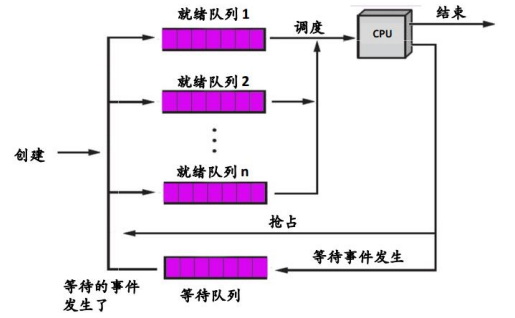 就绪队列1
调度
CPU
结束
就绪队列2
创建
就绪队列n
抢占
等待事件发生
等待的事件
发生了
等待队列